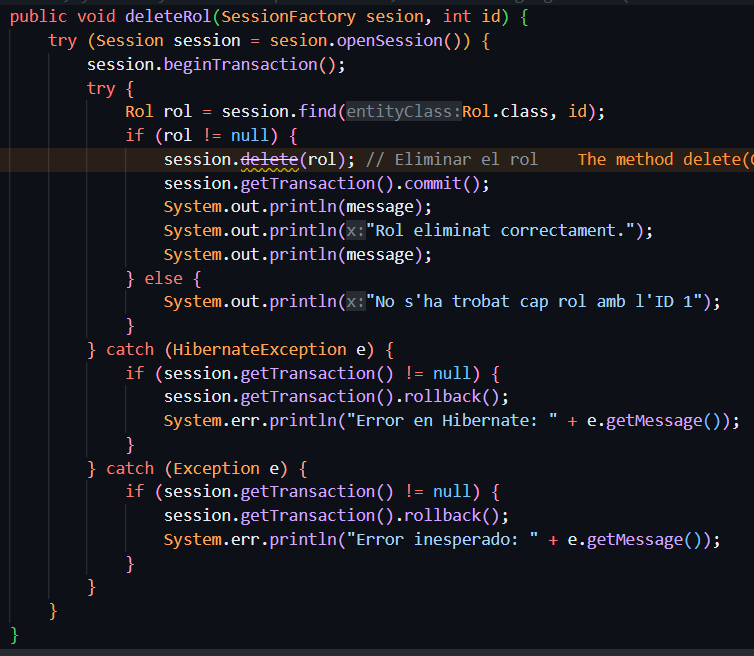 public void deleteRol(SessionFactory sesion, int id) {
try (Session session = sesion.openSession()) {
session.beginTransaction();
try {
Rol rol = session.find(entityClass:Rol.class, id);
if (rol != null) {
session.delete(rol); // Eliminar el rol The method delete(
session.getTransaction().commit();
System.out.println(message);
System.out.println(x:"Rol eliminat correctament.");
System.out.println(message);
} else {
System.out.println(x:"No s'ha trobat cap rol amb l'ID 1");
}
} catch (HibernateException e) {
if (session.getTransaction() != null) {
session.getTransaction().rollback();
System.err.println("Error en Hibernate: " + e.getMessage());
}
} catch (Exception e) {
if (session.getTransaction() != null) {
session.getTransaction().rollback();
System.err.println("Error inesperado: " + e.getMessage());
}
}
}
}